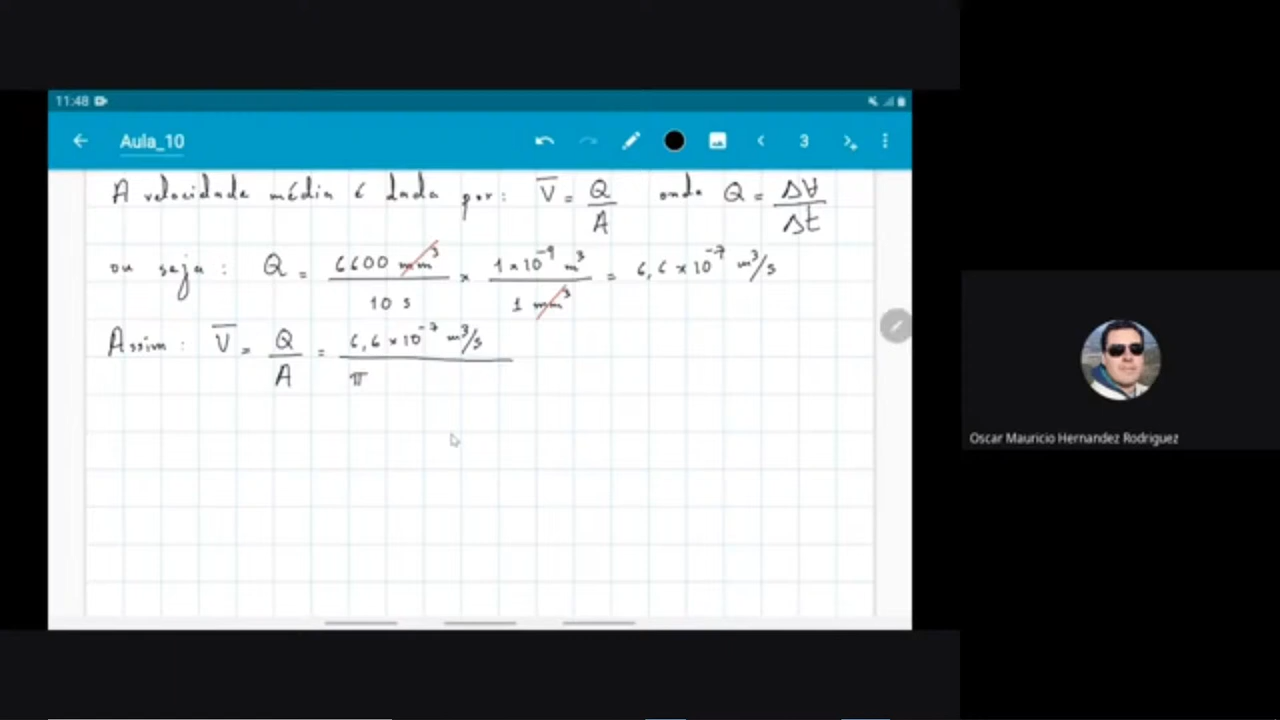 11:48
Aula_10
3
A velocidade média é dada por: V̅ = Q/A onde Q = ΔV/Δt
ou seja: Q = 6600 mm³/10 s × 1×10⁻⁹ m³/1 mm³ = 6,6×10⁻⁷ m³/s
Assim: V̅ = Q/A = 6,6×10⁻⁷ m³/s/π
Oscar Mauricio Hernandez Rodriguez